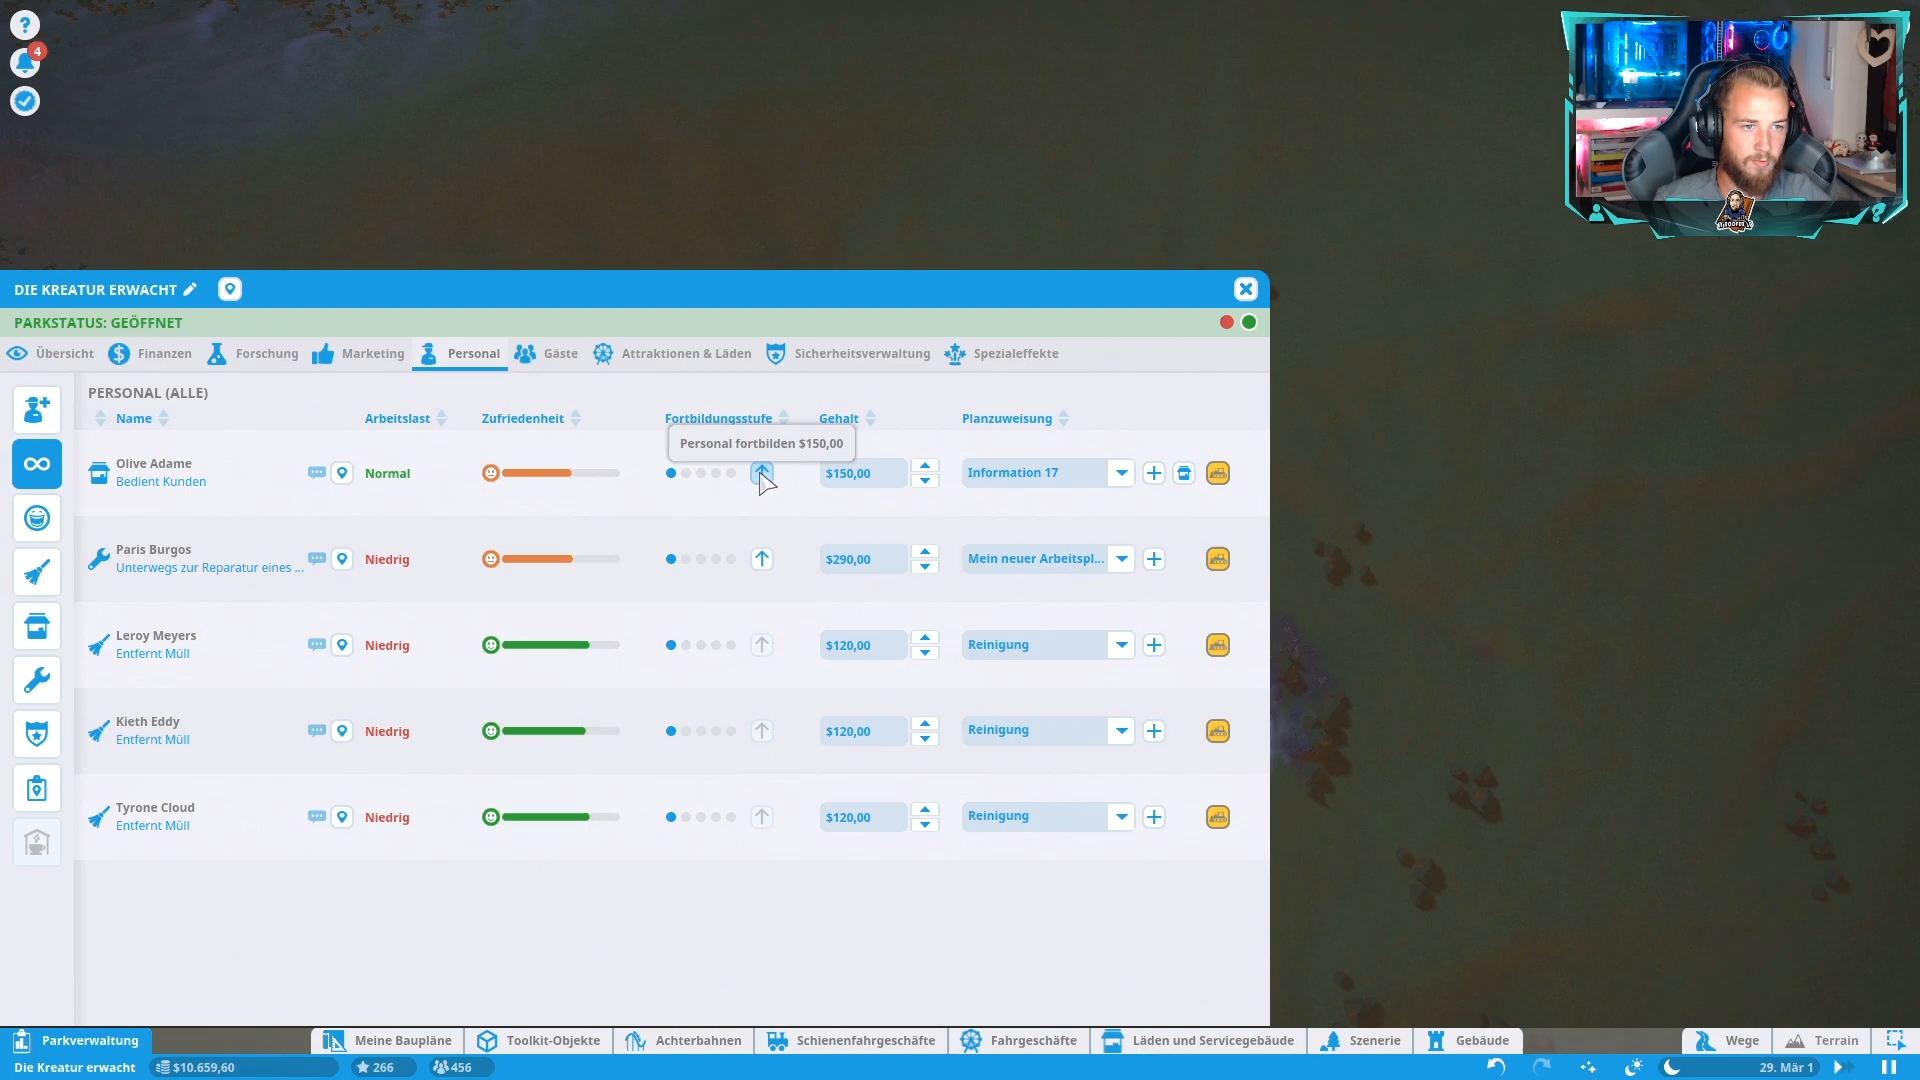 ?
4
DIE KREATUR ERWACHT
PARKSTATUS: GEÖFFNET
Übersicht
Finanzen
Forschung
Marketing
Personal
Gäste
Attraktionen & Läden
Sicherheitsverwaltung
Spezialeffekte
PERSONAL (ALLE)
Name
Arbeitslast
Zufriedenheit
Fortbildungsstufe
Gehalt
Planzuweisung
Personal fortbilden $150,00
Olive Adame
Bedient Kunden
Normal
$150,00
Information 17
Paris Burgos
Unterwegs zur Reparatur eines ...
Niedrig
$290,00
Mein neuer Arbeitspl...
Leroy Meyers
Entfernt Müll
Niedrig
$120,00
Reinigung
Kieth Eddy
Entfernt Müll
Niedrig
$120,00
Reinigung
Tyrone Cloud
Entfernt Müll
Niedrig
$120,00
Reinigung
Parkverwaltung
Meine Baupläne
Toolkit-Objekte
Achterbahnen
Schienenfahrgeschäfte
Fahrgeschäfte
Läden und Servicegebäude
Szenerie
Gebäude
Wege
Terrain
Die Kreatur erwacht
$10.659,60
266
456
29. Mär 1